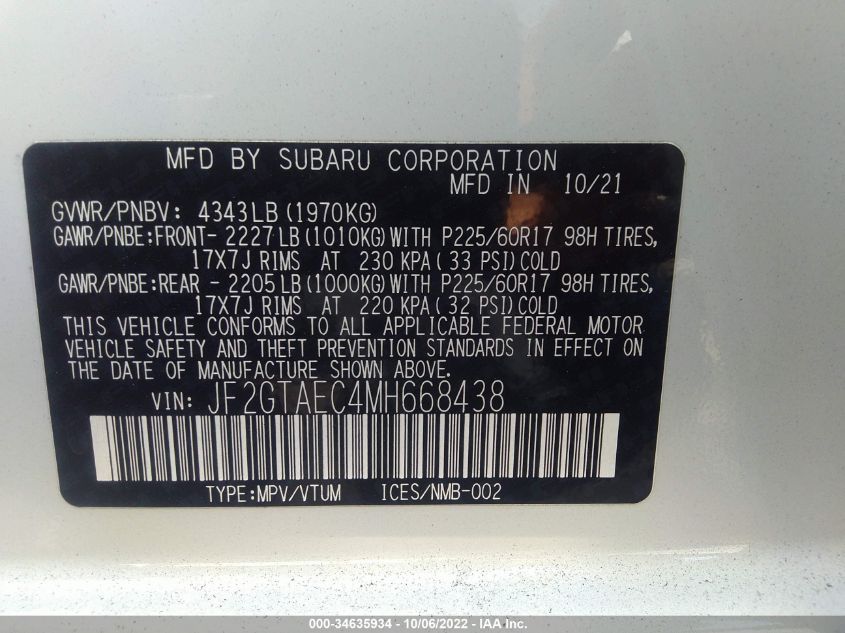 MFD BY SUBARU CORPORATION
MFD IN 10/21
GVWR/PNBV: 4343LB (1970KG)
GAWR/PNBE:FRONT- 2227 LB (1010KG) WITH P225/60R17 98H TIRES,
17X7J RIMS AT 230 KPA ( 33 PSI) COLD
GAWR/PNBE:REAR - 2205 LB (1000KG) WITH P225/60R17 98H TIRES,
17X7J RIMS AT 220 KPA ( 32 PSI) COLD
THIS VEHICLE CONFORMS TO ALL APPLICABLE FEDERAL MOTOR
VEHICLE SAFETY AND THEFT PREVENTION STANDARDS IN EFFECT ON
THE DATE OF MANUFACTURE SHOWN ABOVE.
VIN: JF2GTAEC4MH668438
TYPE:MPV/VTUM ICES/NMB-002
000-34635934 - 10/06/2022 - IAA Inc.